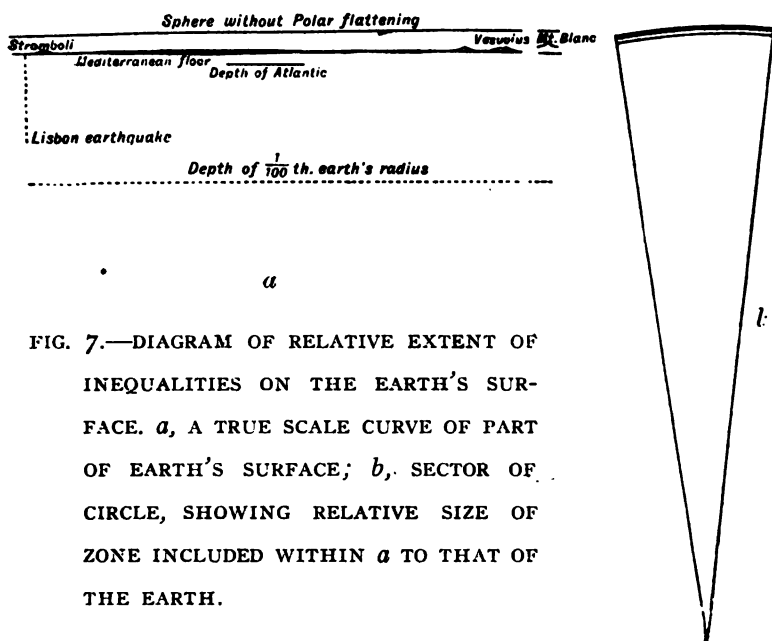 Sphere without Polar flattening
Stromboli
Vesuvius Mt. Blanc
Mediterranean floor
Depth of Atlantic
Lisbon earthquake
Depth of 1/100 th. earth's radius
a
b
FIG. 7.—DIAGRAM OF RELATIVE EXTENT OF
INEQUALITIES ON THE EARTH'S SUR-
FACE. a, A TRUE SCALE CURVE OF PART
OF EARTH'S SURFACE; b, SECTOR OF
CIRCLE, SHOWING RELATIVE SIZE OF
ZONE INCLUDED WITHIN a TO THAT OF
THE EARTH.